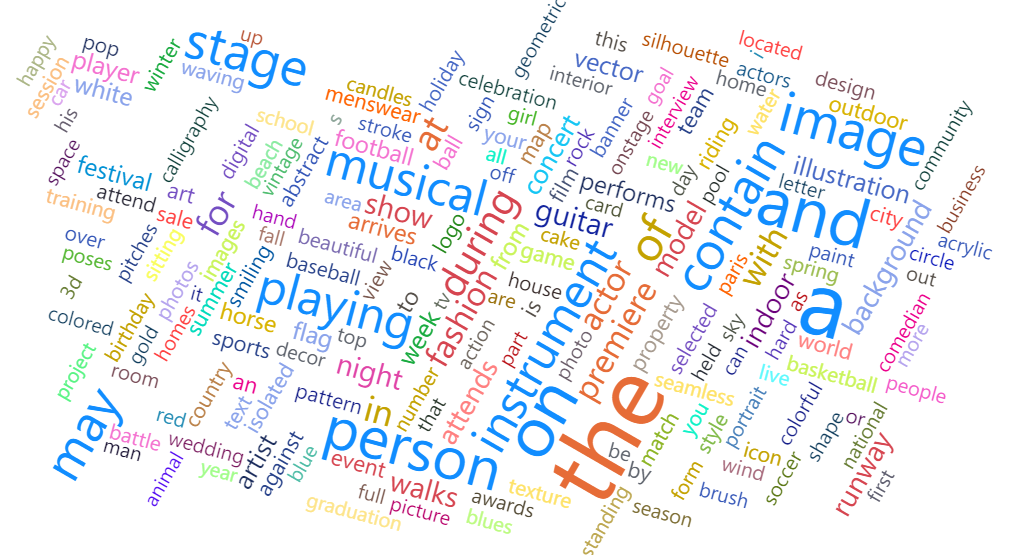 happy
session
car
pop
player
white
winter
stage
up
waving
his
space
calligraphy
festival
attend
training
art
sale
for
digital
school
beach
vintage
abstract
s
candles
menswear
stroke
football
at
ball
holiday
celebration
sign
your
girl
all
off
geometric
interior
map
concert
film
rock
vector
this
banner
silhouette
goal
onstage
interview
team
home
located
/
actors
water
design
outdoor
riding
new
day
pool
image
community
illustration
letter
contain
and
city
business
background
acrylic
circle
out
over
poses
pitches
sitting
3d
photos
images
it
summer
smiling
hand
fall
beautiful
area
show
arrives
musical
black
logo
baseball
view
during
from
guitar
performs
card
cake
game
of
model
with
paris
spring
paint
indoor
as
a
comedian
more
colored
birthday
gold
homes
horse
sports
flag
playing
decor
top
to
tv
week
fashion
are
house
is
instrument
action
part
photo
actor
premiere
property
selected
held
sky
can
hard
world
live
basketball
people
project
room
country
an
text
isolated
night
pattern
in
number
that
attends
on
the
seamless
you
style
portrait
colorful
shape
or
national
may
red
battle
man
wedding
animal
year
artist
against
blue
person
event
full
walks
picture
graduation
awards
blues
texture
standing
be
by
match
season
form
brush
wind
icon
soccer
runway
first